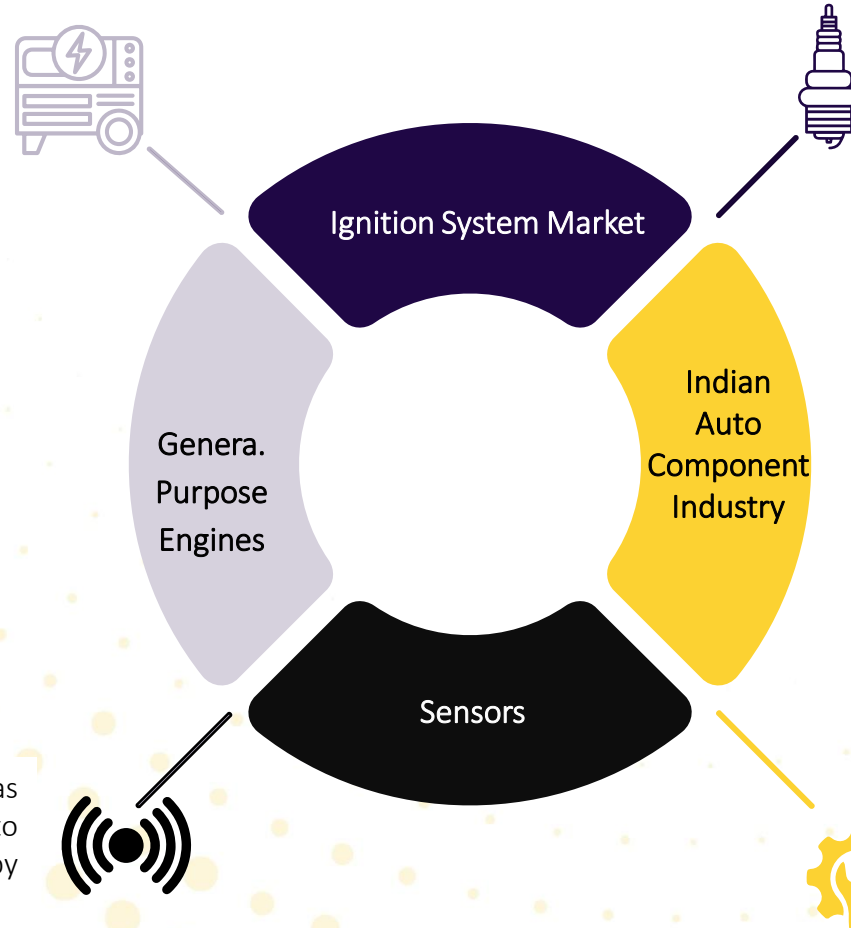 Ignition System Market
Indian
Auto
Component
Industry
Genera.
Purpose
Engines
Sensors